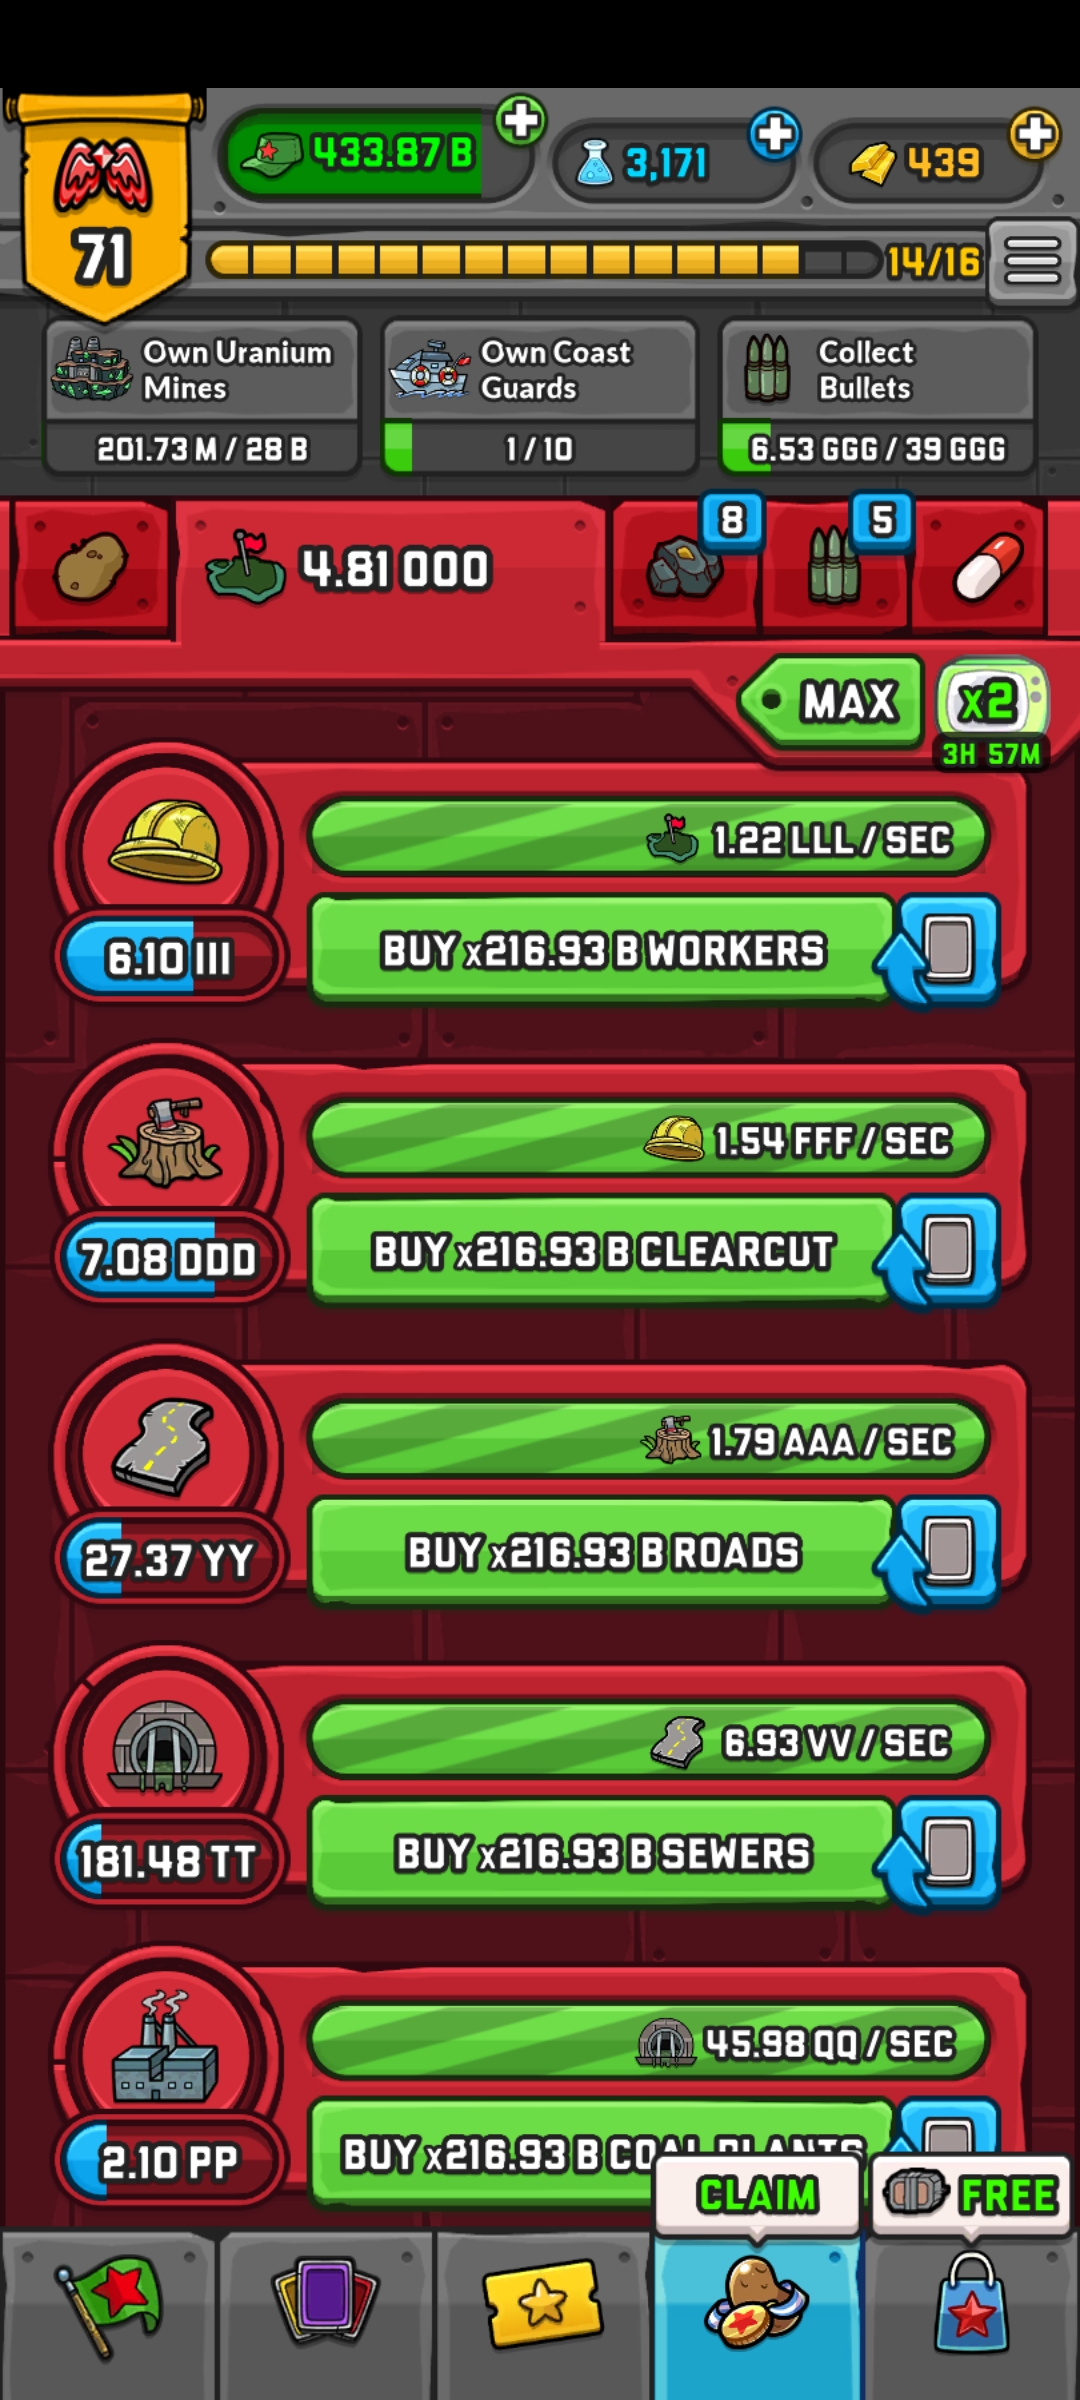 433.87 B
3,171
439
71
14/16
Own Uranium
Mines
201.73 M / 28 B
Own Coast
Guards
1 / 10
Collect
Bullets
6.53 GGG / 39 GGG
4.81 OOO
8
5
MAX
x2
3H 57M
1.22 LLL / SEC
6.10 III
BUY x216.93 B WORKERS
1.54 FFF / SEC
7.08 DDD
BUY x216.93 B CLEARCUT
1.79 AAA / SEC
27.37 YY
BUY x216.93 B ROADS
6.93 VV / SEC
181.48 TT
BUY x216.93 B SEWERS
45.98 QQ / SEC
2.10 PP
BUY x216.93 B COAL PLANTS
CLAIM
FREE